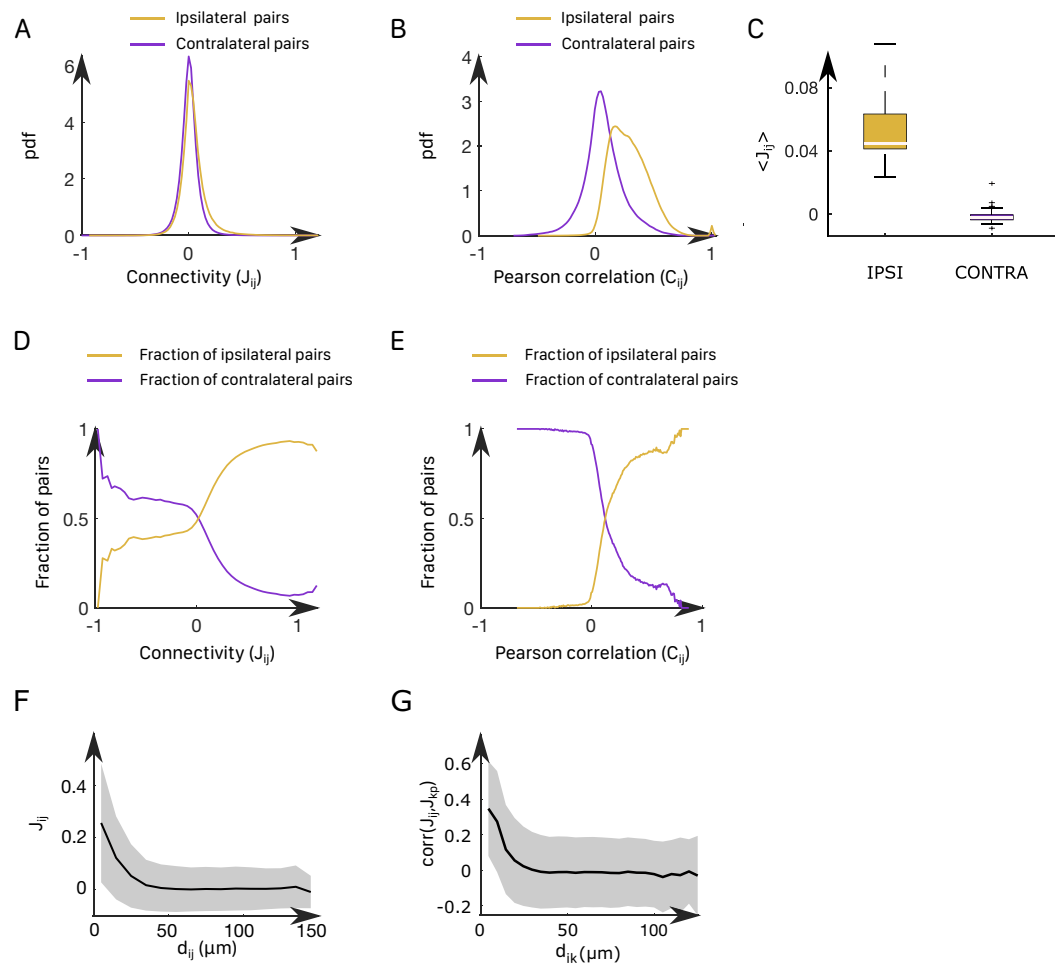 A
Ipsilateral pairs
Contralateral pairs
6
4
2
0
pdf
-1
0
1
Connectivity (Jij)
B
Ipsilateral pairs
Contralateral pairs
4
3
2
1
0
pdf
-1
0
1
Pearson correlation (Cij)
C
0.08
0.04
0
<Jij>
IPSI
CONTRA
D
Fraction of ipsilateral pairs
Fraction of contralateral pairs
1
0.5
0
Fraction of pairs
-1
0
1
Connectivity (Jij)
E
Fraction of ipsilateral pairs
Fraction of contralateral pairs
1
0.5
0
Fraction of pairs
-1
0
1
Pearson correlation (Cij)
F
0.4
0.2
0
Jij
0
50
100
150
dij (μm)
G
0.6
0.4
0.2
0
-0.2
corr(Jij,Jkp)
0
50
100
dik (μm)